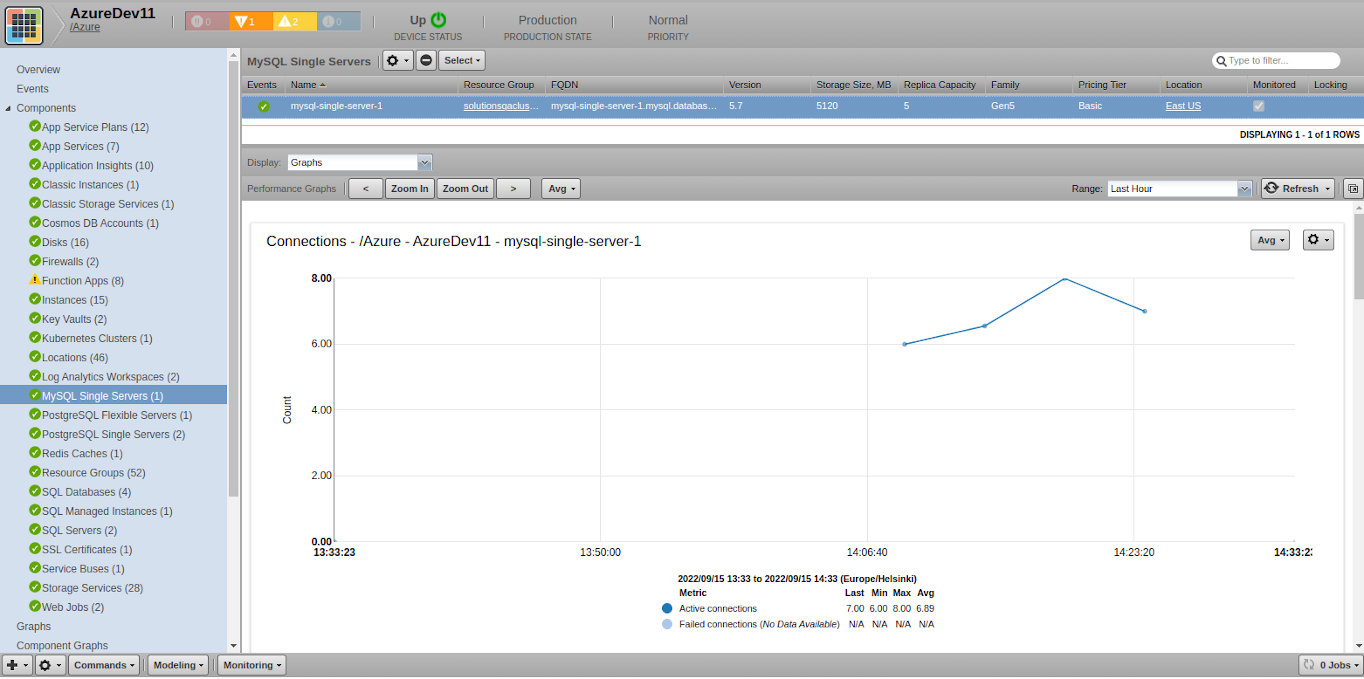 AzureDev11
/Azure
0 1 2 0
Up
DEVICE STATUS
Production
PRODUCTION STATE
Normal
PRIORITY
Overview
Events
Components
App Service Plans (12)
App Services (7)
Application Insights (10)
Classic Instances (1)
Classic Storage Services (1)
Cosmos DB Accounts (1)
Disks (16)
Firewalls (2)
Function Apps (8)
Instances (15)
Key Vaults (2)
Kubernetes Clusters (1)
Locations (46)
Log Analytics Workspaces (2)
MySQL Single Servers (1)
PostgreSQL Flexible Servers (1)
PostgreSQL Single Servers (2)
Redis Caches (1)
Resource Groups (52)
SQL Databases (4)
SQL Managed Instances (1)
SQL Servers (2)
SSL Certificates (1)
Service Buses (1)
Storage Services (28)
Web Jobs (2)
Graphs
Component Graphs
MySQL Single Servers Select Type to filter...
Events Name Resource Group FQDN Version Storage Size, MB Replica Capacity Family Pricing Tier Location Monitored Locking
mysql-single-server-1 solutionsqaclus... mysql-single-server-1.mysql.databas... 5.7 5120 5 Gen5 Basic East US
DISPLAYING 1 - 1 of 1 ROWS
Display: Graphs
Performance Graphs < Zoom In Zoom Out > Avg Range: Last Hour Refresh
Connections - /Azure - AzureDev11 - mysql-single-server-1 Avg
8.00
6.00
4.00
2.00
0.00
Count
13:33:23 13:50:00 14:06:40 14:23:20 14:33:23
2022/09/15 13:33 to 2022/09/15 14:33 (Europe/Helsinki)
Metric Last Min Max Avg
Active connections 7.00 6.00 8.00 6.89
Failed connections (No Data Available) N/A N/A N/A N/A
Commands Modeling Monitoring 0 Jobs